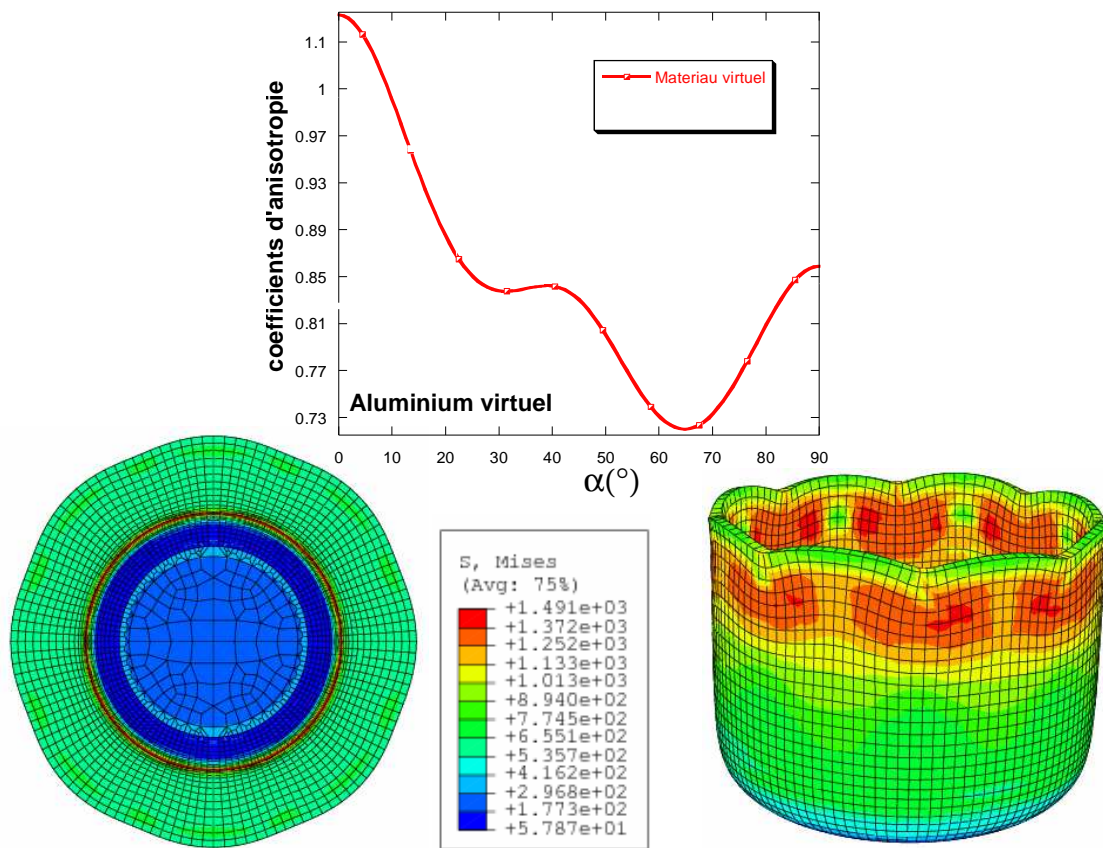 coefficients d'anisotropie
1.1
1
0.97
0.93
0.89
0.85
0.81
0.77
0.73
Materiau virtuel
Aluminium virtuel
0 10 20 30 40 50 60 70 80 90
α(°)
S, Mises
(Avg: 75%)
+1.491e+03
+1.372e+03
+1.252e+03
+1.133e+03
+1.013e+03
+8.940e+02
+7.745e+02
+6.551e+02
+5.357e+02
+4.162e+02
+2.968e+02
+1.773e+02
+5.787e+01